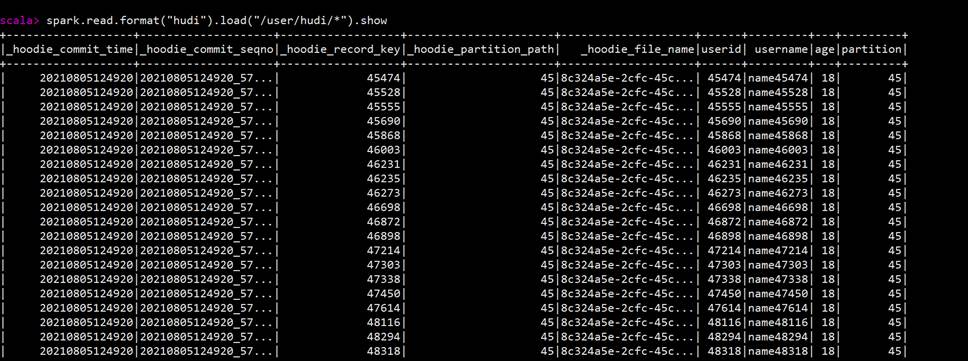 scala> spark.read.format("hudi").load("/user/hudi/*").show
+-------------------+--------------------+------------------+----------------------+--------------------+------+---------+---+---------+
|_hoodie_commit_time|_hoodie_commit_seqno|_hoodie_record_key|_hoodie_partition_path|   _hoodie_file_name|userid| username|age|partition|
+-------------------+--------------------+------------------+----------------------+--------------------+------+---------+---+---------+
|     20210805124920|20210805124920_57...|             45474|                    45|8c324a5e-2cfc-45c...| 45474|name45474| 18|       45|
|     20210805124920|20210805124920_57...|             45528|                    45|8c324a5e-2cfc-45c...| 45528|name45528| 18|       45|
|     20210805124920|20210805124920_57...|             45555|                    45|8c324a5e-2cfc-45c...| 45555|name45555| 18|       45|
|     20210805124920|20210805124920_57...|             45690|                    45|8c324a5e-2cfc-45c...| 45690|name45690| 18|       45|
|     20210805124920|20210805124920_57...|             45868|                    45|8c324a5e-2cfc-45c...| 45868|name45868| 18|       45|
|     20210805124920|20210805124920_57...|             46003|                    45|8c324a5e-2cfc-45c...| 46003|name46003| 18|       45|
|     20210805124920|20210805124920_57...|             46231|                    45|8c324a5e-2cfc-45c...| 46231|name46231| 18|       45|
|     20210805124920|20210805124920_57...|             46235|                    45|8c324a5e-2cfc-45c...| 46235|name46235| 18|       45|
|     20210805124920|20210805124920_57...|             46273|                    45|8c324a5e-2cfc-45c...| 46273|name46273| 18|       45|
|     20210805124920|20210805124920_57...|             46698|                    45|8c324a5e-2cfc-45c...| 46698|name46698| 18|       45|
|     20210805124920|20210805124920_57...|             46872|                    45|8c324a5e-2cfc-45c...| 46872|name46872| 18|       45|
|     20210805124920|20210805124920_57...|             46898|                    45|8c324a5e-2cfc-45c...| 46898|name46898| 18|       45|
|     20210805124920|20210805124920_57...|             47214|                    45|8c324a5e-2cfc-45c...| 47214|name47214| 18|       45|
|     20210805124920|20210805124920_57...|             47303|                    45|8c324a5e-2cfc-45c...| 47303|name47303| 18|       45|
|     20210805124920|20210805124920_57...|             47338|                    45|8c324a5e-2cfc-45c...| 47338|name47338| 18|       45|
|     20210805124920|20210805124920_57...|             47450|                    45|8c324a5e-2cfc-45c...| 47450|name47450| 18|       45|
|     20210805124920|20210805124920_57...|             47614|                    45|8c324a5e-2cfc-45c...| 47614|name47614| 18|       45|
|     20210805124920|20210805124920_57...|             48116|                    45|8c324a5e-2cfc-45c...| 48116|name48116| 18|       45|
|     20210805124920|20210805124920_57...|             48294|                    45|8c324a5e-2cfc-45c...| 48294|name48294| 18|       45|
|     20210805124920|20210805124920_57...|             48318|                    45|8c324a5e-2cfc-45c...| 48318|name48318| 18|       45|